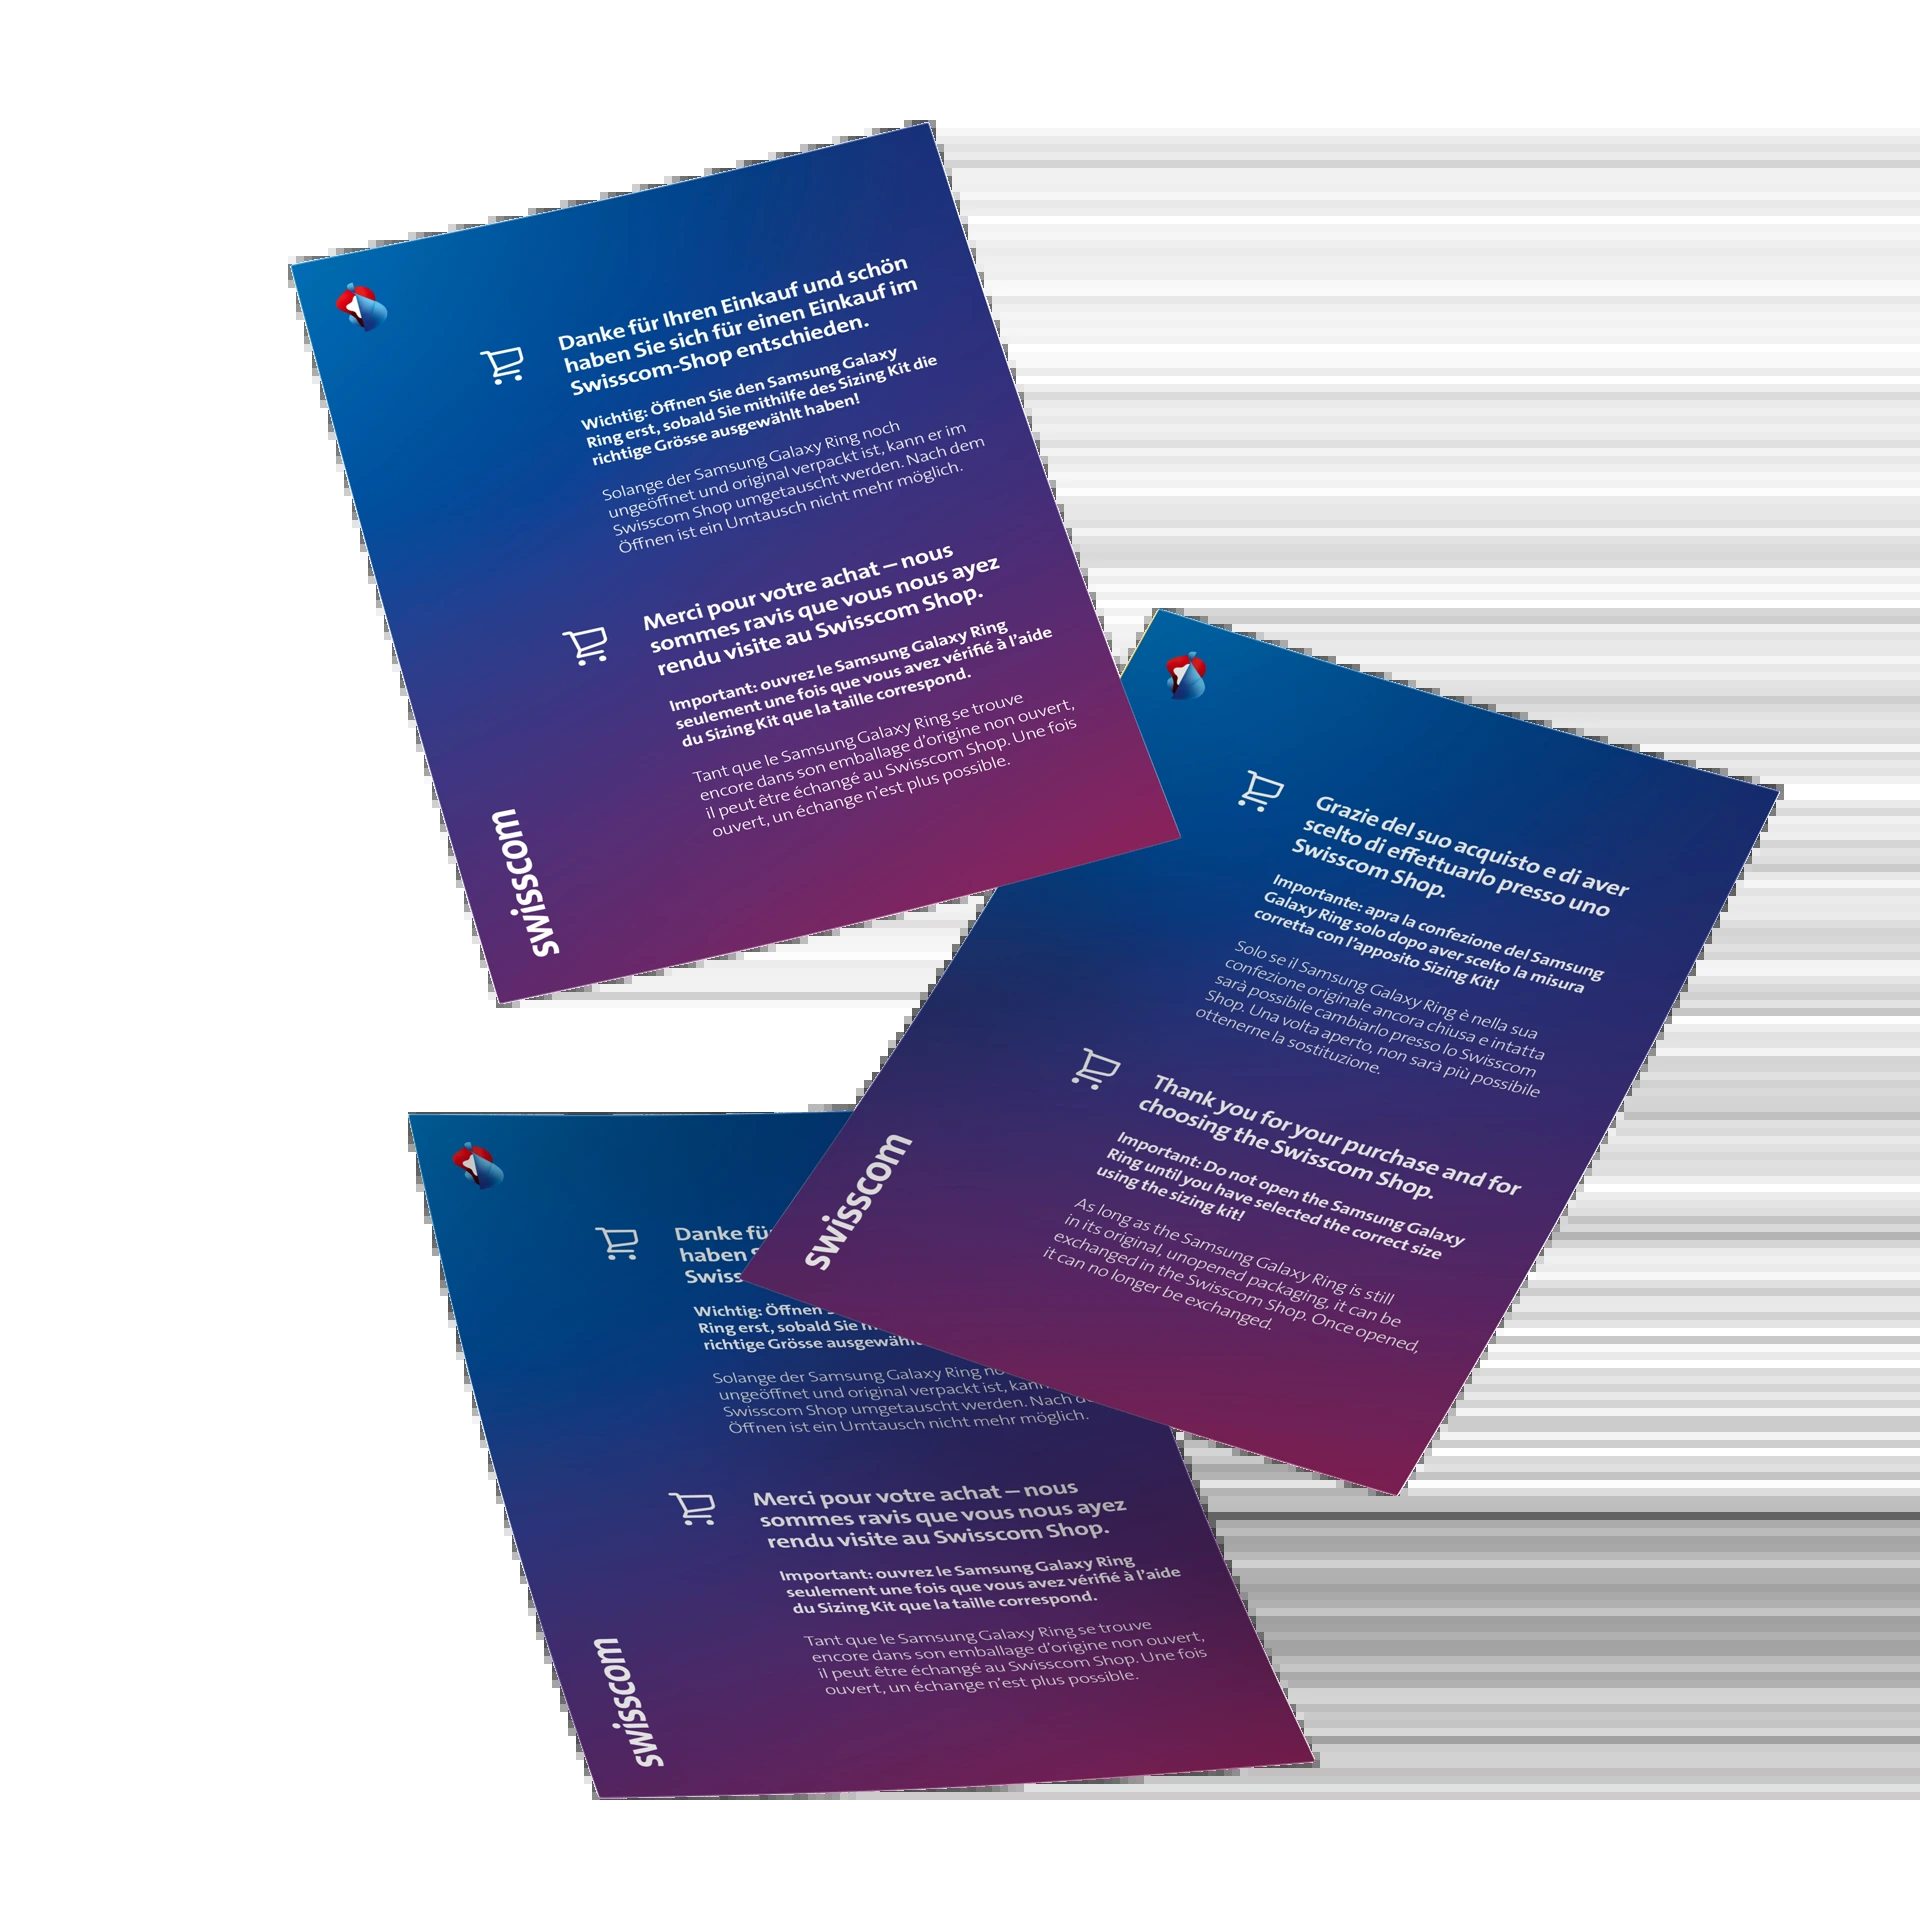 Danke für Ihren Einkauf und schön
haben Sie sich für einen Einkauf im
Swisscom-Shop entschieden.
Wichtig: Öffnen Sie den Samsung Galaxy
Ring erst, sobald Sie mithilfe des Sizing Kit die
richtige Grösse ausgewählt haben!
Solange der Samsung Galaxy Ring noch
ungeöffnet und original verpackt ist, kann er im
Swisscom Shop umgetauscht werden. Nach dem
Öffnen ist ein Umtausch nicht mehr möglich.
Merci pour votre achat – nous
sommes ravis que vous nous ayez
rendu visite au Swisscom Shop.
Important: ouvrez le Samsung Galaxy Ring
seulement une fois que vous avez vérifié à l’aide
du Sizing Kit que la taille correspond.
Tant que le Samsung Galaxy Ring se trouve
encore dans son emballage d’origine non ouvert,
il peut être échangé au Swisscom Shop. Une fois
ouvert, un échange n’est plus possible.
swisscom
Grazie del suo acquisto e di aver
scelto di effettuarlo presso uno
Swisscom Shop.
Importante: apra la confezione del Samsung
Galaxy Ring solo dopo aver scelto la misura
corretta con l’apposito Sizing Kit!
Solo se il Samsung Galaxy Ring è nella sua
confezione originale ancora chiusa e intatta
sarà possibile cambiarlo presso lo Swisscom
Shop. Una volta aperto, non sarà più possibile
ottenerne la sostituzione.
Thank you for your purchase and for
choosing the Swisscom Shop.
Important: Do not open the Samsung Galaxy
Ring until you have selected the correct size
using the sizing kit!
As long as the Samsung Galaxy Ring is still
in its original, unopened packaging, it can be
exchanged in the Swisscom Shop. Once opened,
it can no longer be exchanged.
swisscom
Danke für
haben
Swiss
Wichtig: Öffnen
Ring erst, sobald Sie
richtige Grösse ausgewählt
Solange der Samsung Galaxy Ring
ungeöffnet und original verpackt ist, kann
Swisscom Shop umgetauscht werden. Nach
Öffnen ist ein Umtausch nicht mehr möglich.
Merci pour votre achat – nous
sommes ravis que vous nous ayez
rendu visite au Swisscom Shop.
Important: ouvrez le Samsung Galaxy Ring
seulement une fois que vous avez vérifié à l’aide
du Sizing Kit que la taille correspond.
Tant que le Samsung Galaxy Ring se trouve
encore dans son emballage d’origine non ouvert,
il peut être échangé au Swisscom Shop. Une fois
ouvert, un échange n’est plus possible.
swisscom